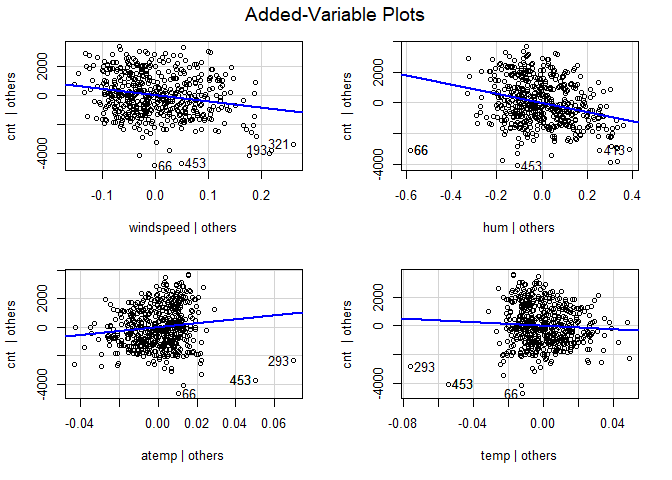 Added-Variable Plots
cnt | others
2000
0
-4000
193
321
453
66
-0.1 0.0 0.1 0.2
windspeed | others
cnt | others
2000
0
-4000
66
413
453
-0.6 -0.4 -0.2 0.0 0.2 0.4
hum | others
cnt | others
2000
0
-4000
293
453
66
-0.04 0.00 0.02 0.04 0.06
atemp | others
cnt | others
2000
0
-4000
293
453
66
-0.08 -0.04 0.00 0.04
temp | others